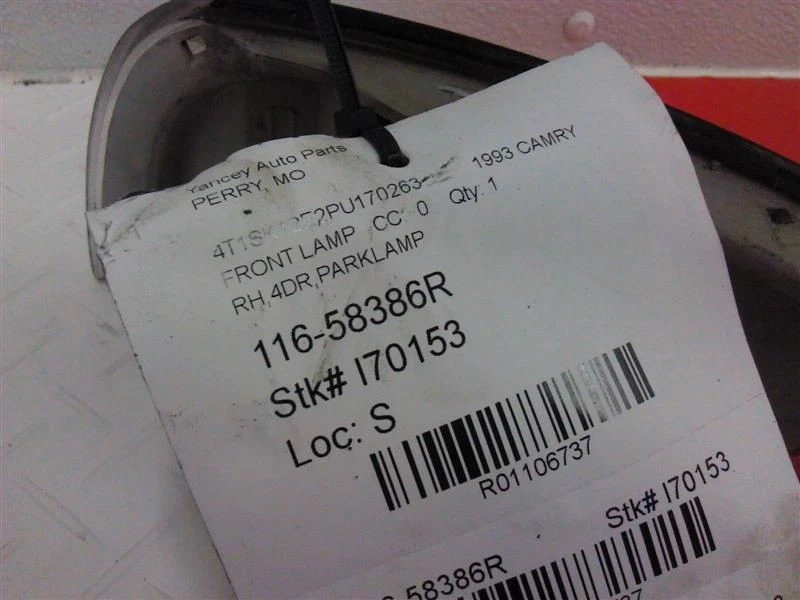 Yancey Auto Parts
PERRY, MO
1993 CAMRY
FRONT LAMP CC 0 Qty. 1
RH,4DR,PARKLAMP
116-58386R
Stk# I70153
Loc: S
R01106737
Stk# I70153
58386R